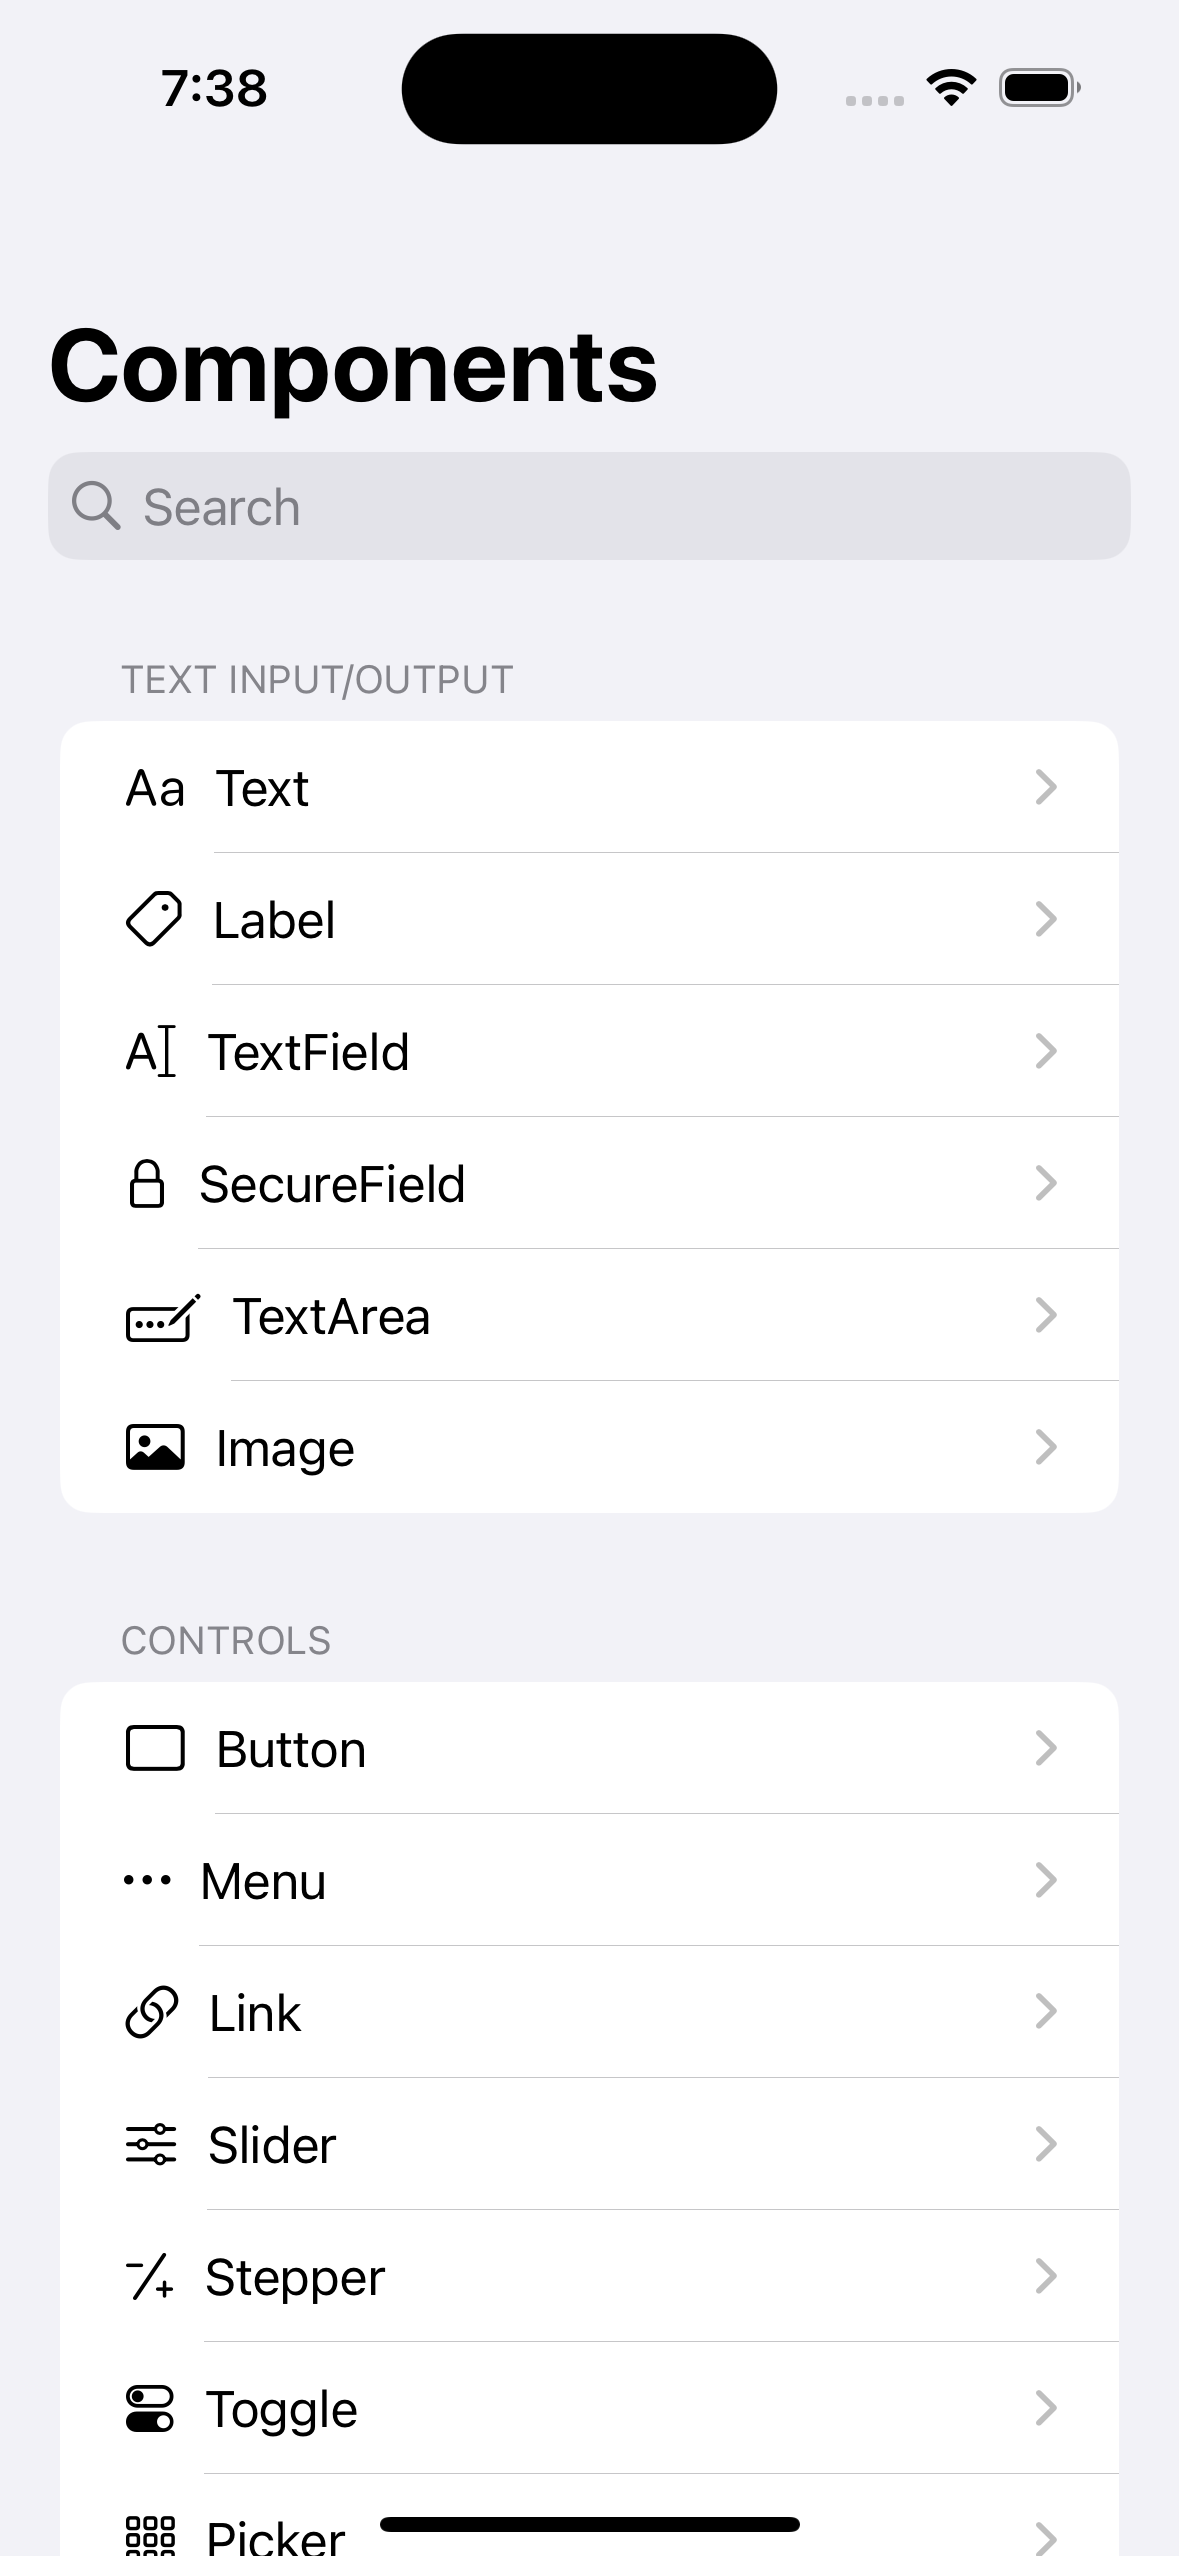 7:38
Components
Search
TEXT INPUT/OUTPUT
Aa Text
Label
TextField
SecureField
TextArea
Image
CONTROLS
Button
Menu
Link
Slider
Stepper
Toggle
Picker